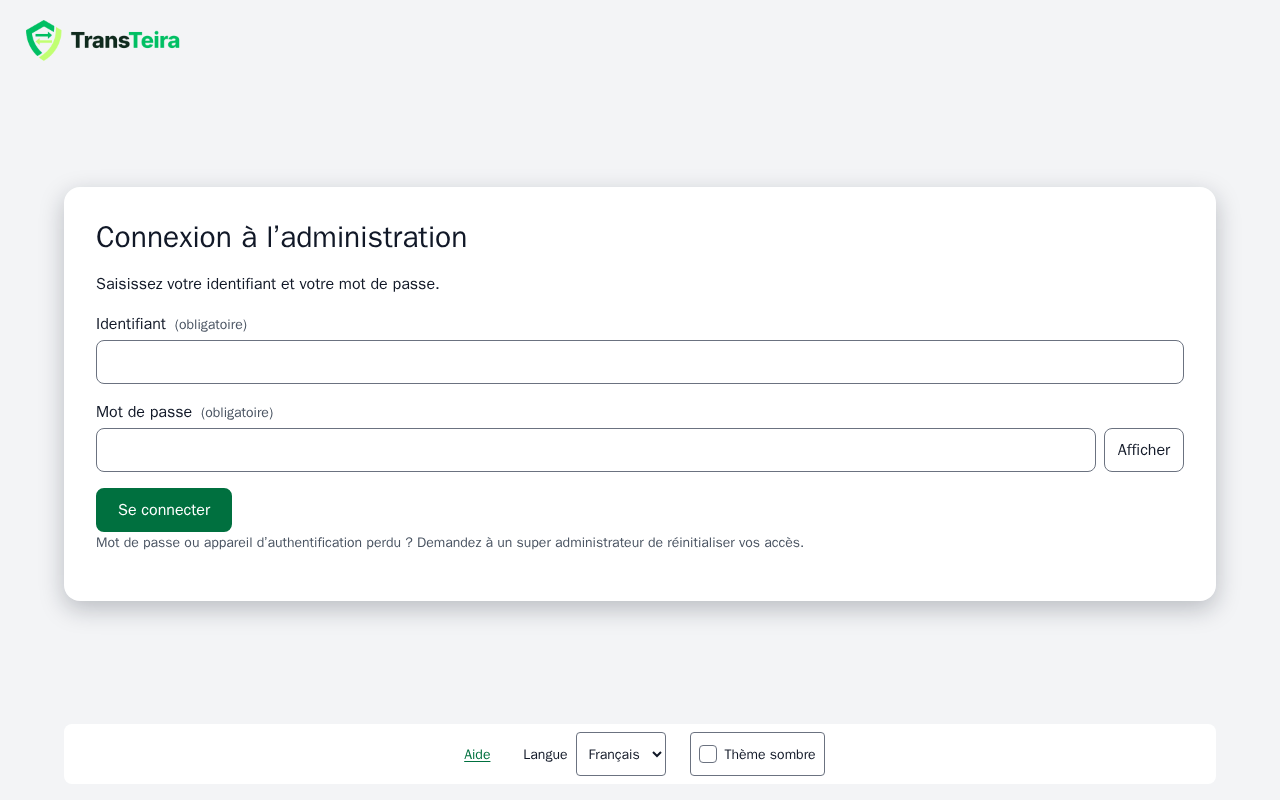 TransTeira
Connexion à l’administration
Saisissez votre identifiant et votre mot de passe.
Identifiant (obligatoire)
Mot de passe (obligatoire)
Afficher
Se connecter
Mot de passe ou appareil d’authentification perdu ? Demandez à un super administrateur de réinitialiser vos accès.
Aide Langue Français Thème sombre